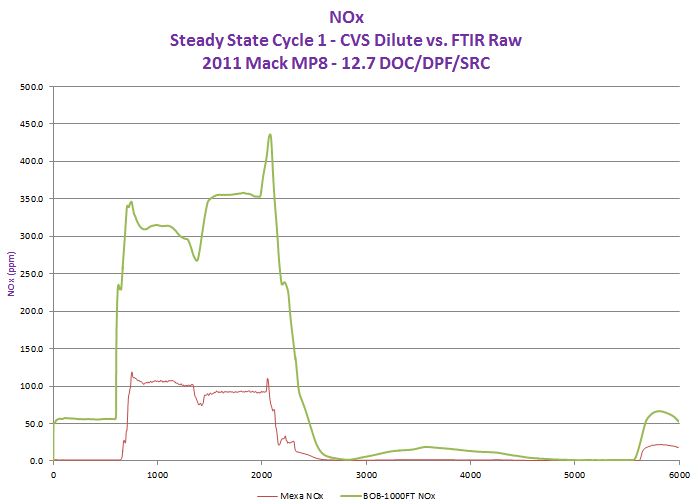 NOx
Steady State Cycle 1 - CVS Dilute vs. FTIR Raw
2011 Mack MP8 - 12.7 DOC/DPF/SRC
500.0
450.0
400.0
350.0
300.0
250.0
200.0
150.0
100.0
50.0
0.0
NOx (ppm)
0 1000 2000 3000 4000 5000 6000
Mexa NOx BOB-1000FT NOx